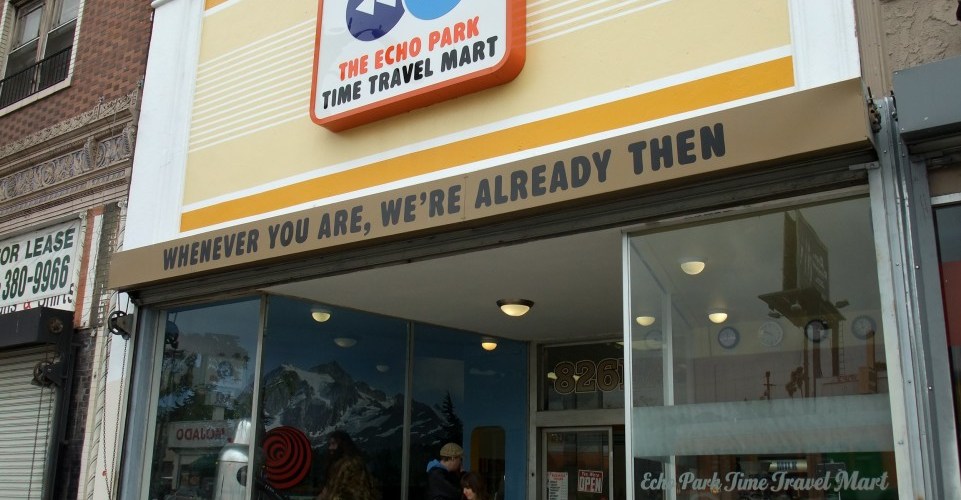 THE ECHO PARK
TIME TRAVEL MART
WHENEVER YOU ARE, WE'RE ALREADY THEN
OR LEASE
380-9966
826
OPEN
Echo Park Time Travel Mart